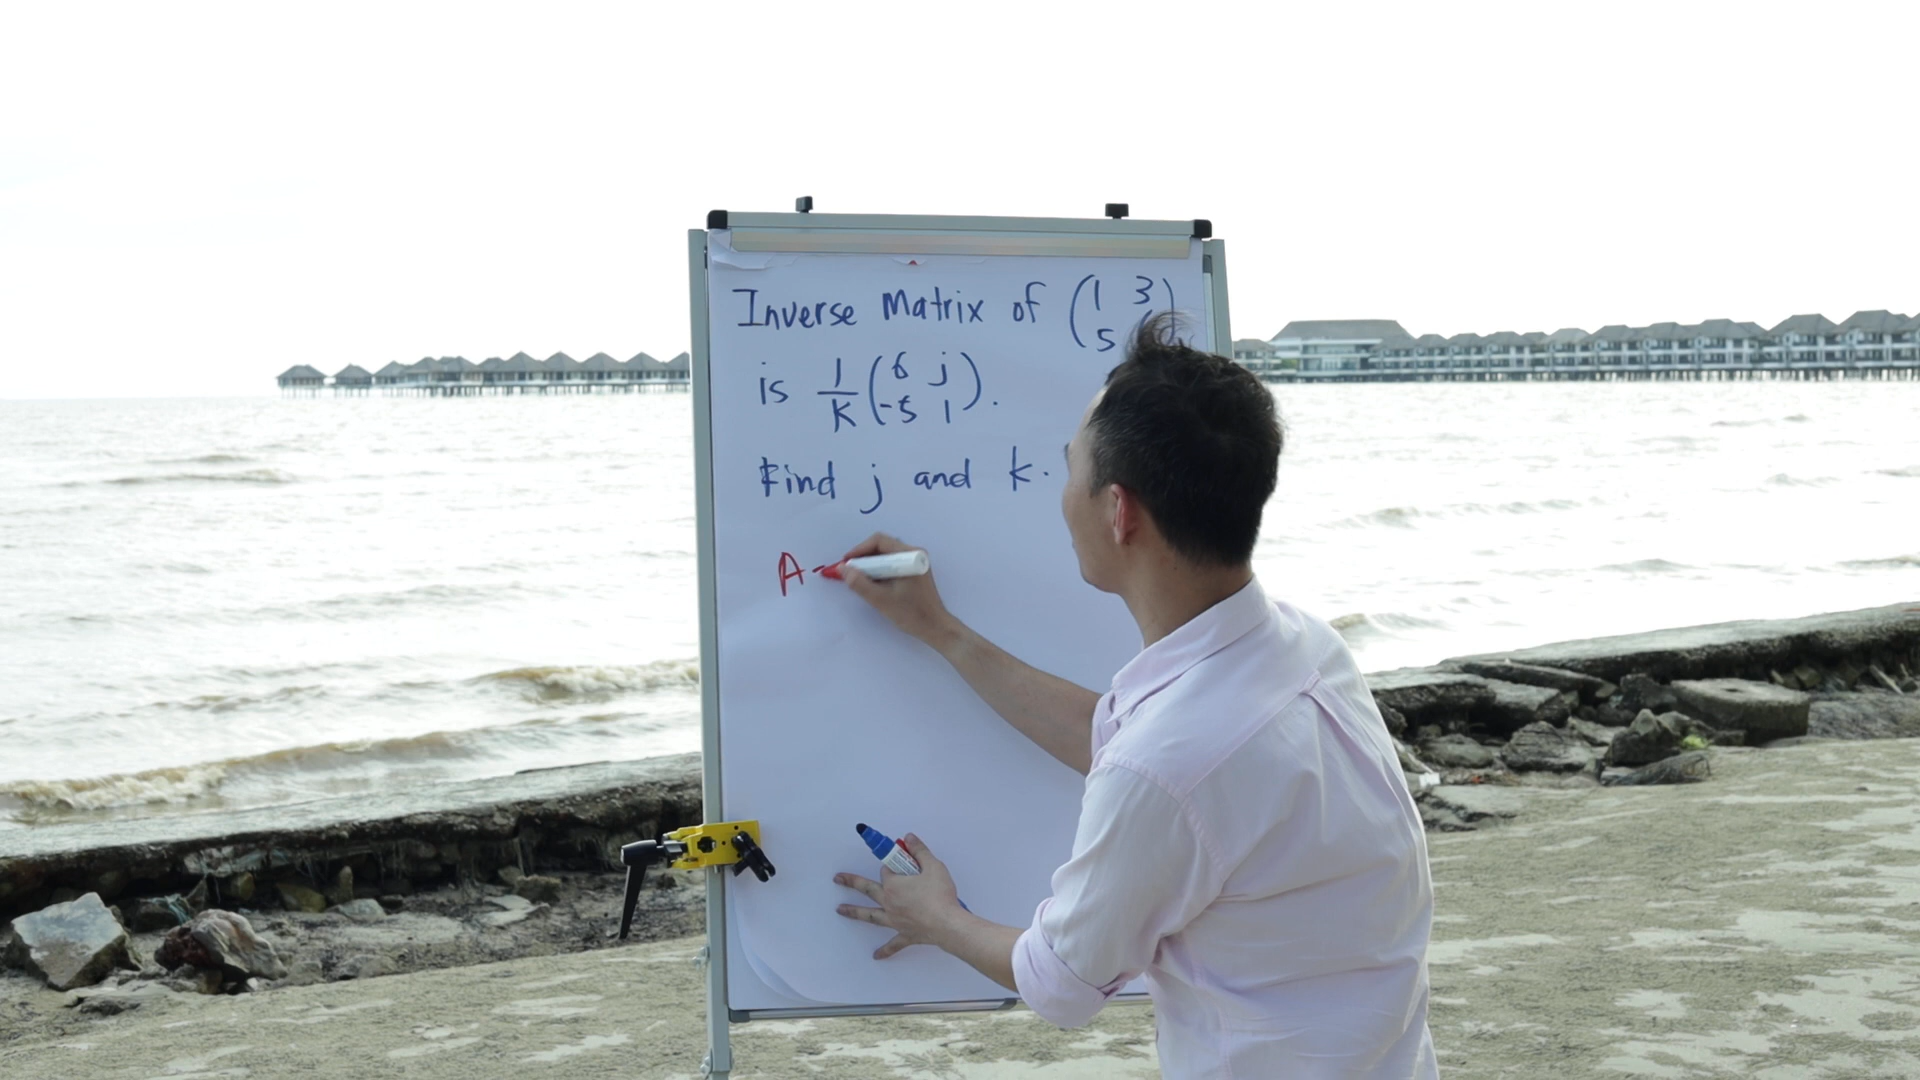 Inverse Matrix of (1 3
5
is 1/k (6 j
-5 1).
Find j and k.
A=